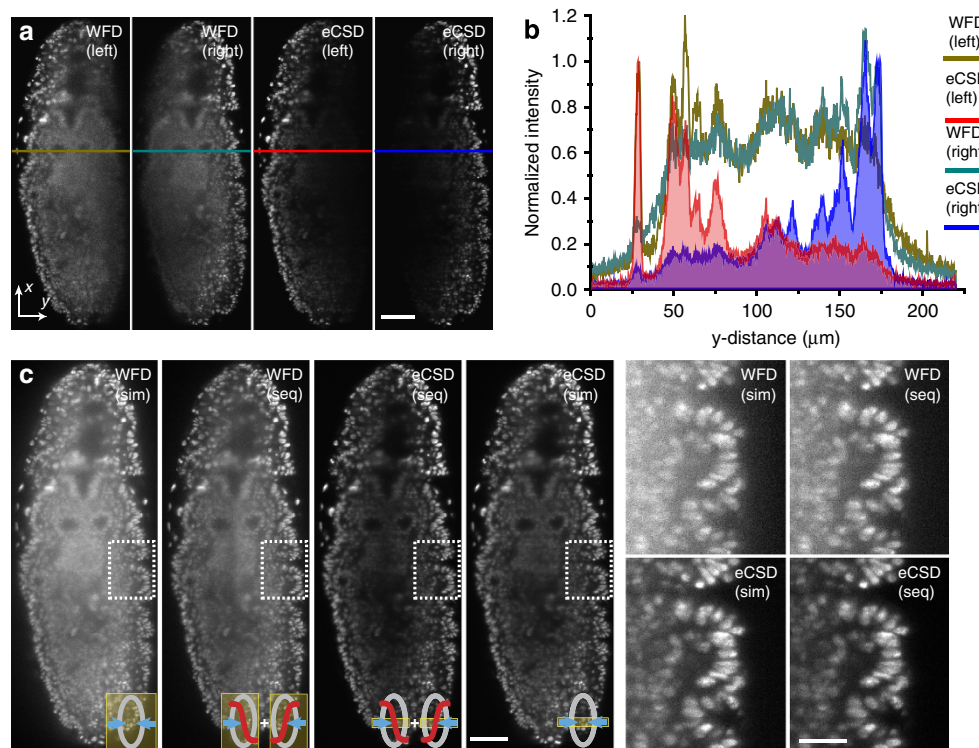 a
WFD
(left)
WFD
(right)
eCSD
(left)
eCSD
(right)
x
y
b
1.2
1.0
0.8
0.6
0.4
0.2
0.0
Normalized intensity
0
50
100
150
200
y-distance (μm)
WFD
(left)
eCSD
(left)
WFD
(right
eCSD
(right
c
WFD
(sim)
WFD
(seq)
eCSD
(seq)
eCSD
(sim)
+
+
WFD
(sim)
WFD
(seq)
eCSD
(sim)
eCSD
(seq)